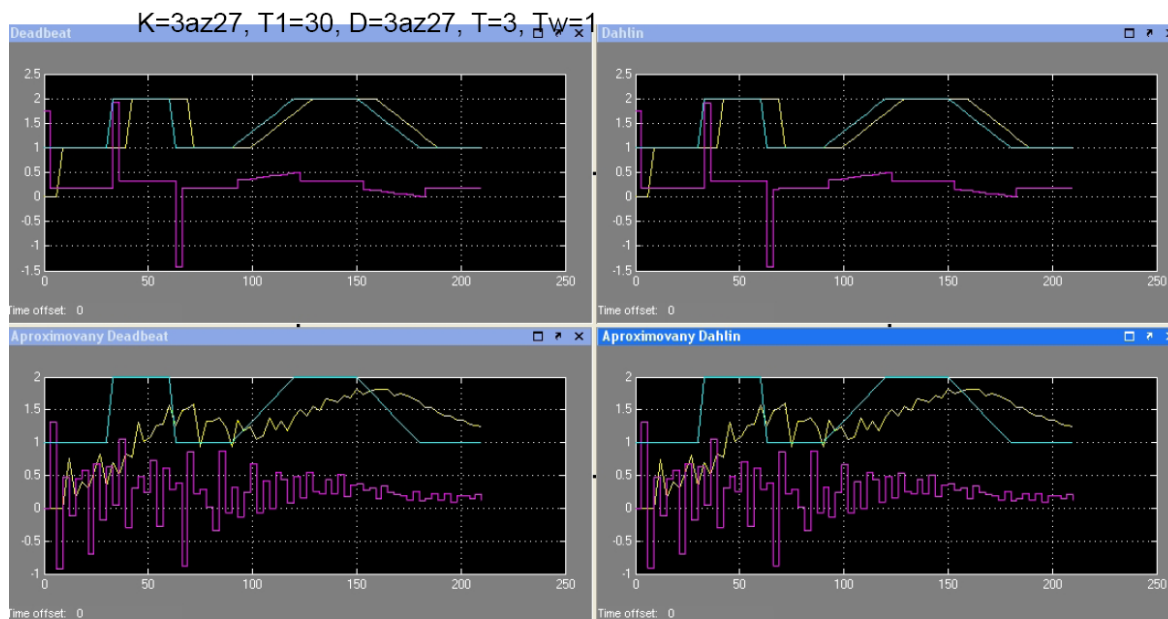 K=3az27, T1=30, D=3az27, T=3, Tw=1
Deadbeat
2.5
2
1.5
1
0.5
0
-0.5
-1
-1.5
0 50 100 150 200 250
Time offset: 0
Dahlin
2.5
2
1.5
1
0.5
0
-0.5
-1
-1.5
0 50 100 150 200 250
Time offset: 0
Aproximovany Deadbeat
2
1.5
1
0.5
0
-0.5
-1
0 50 100 150 200 250
Time offset: 0
Aproximovany Dahlin
2
1.5
1
0.5
0
-0.5
-1
0 50 100 150 200 250
Time offset: 0